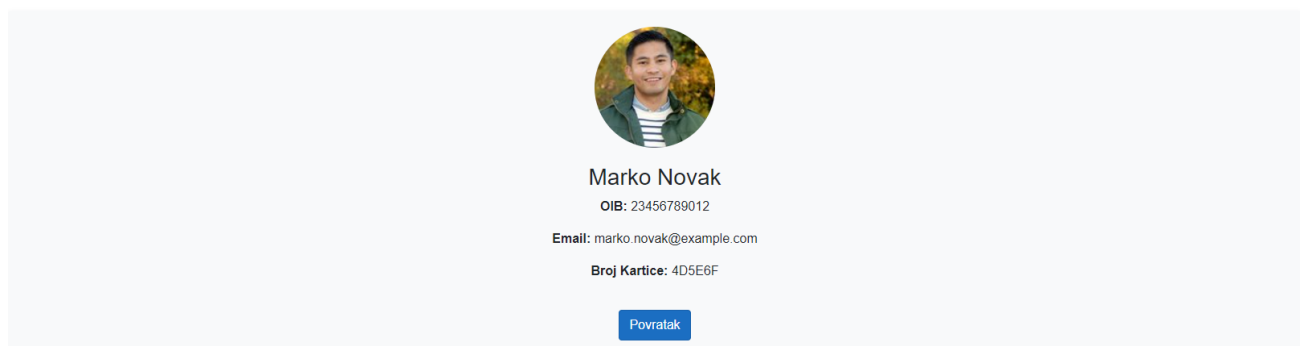 Marko Novak
OIB: 23456789012
Email: marko.novak@example.com
Broj Kartice: 4D5E6F
Povratak